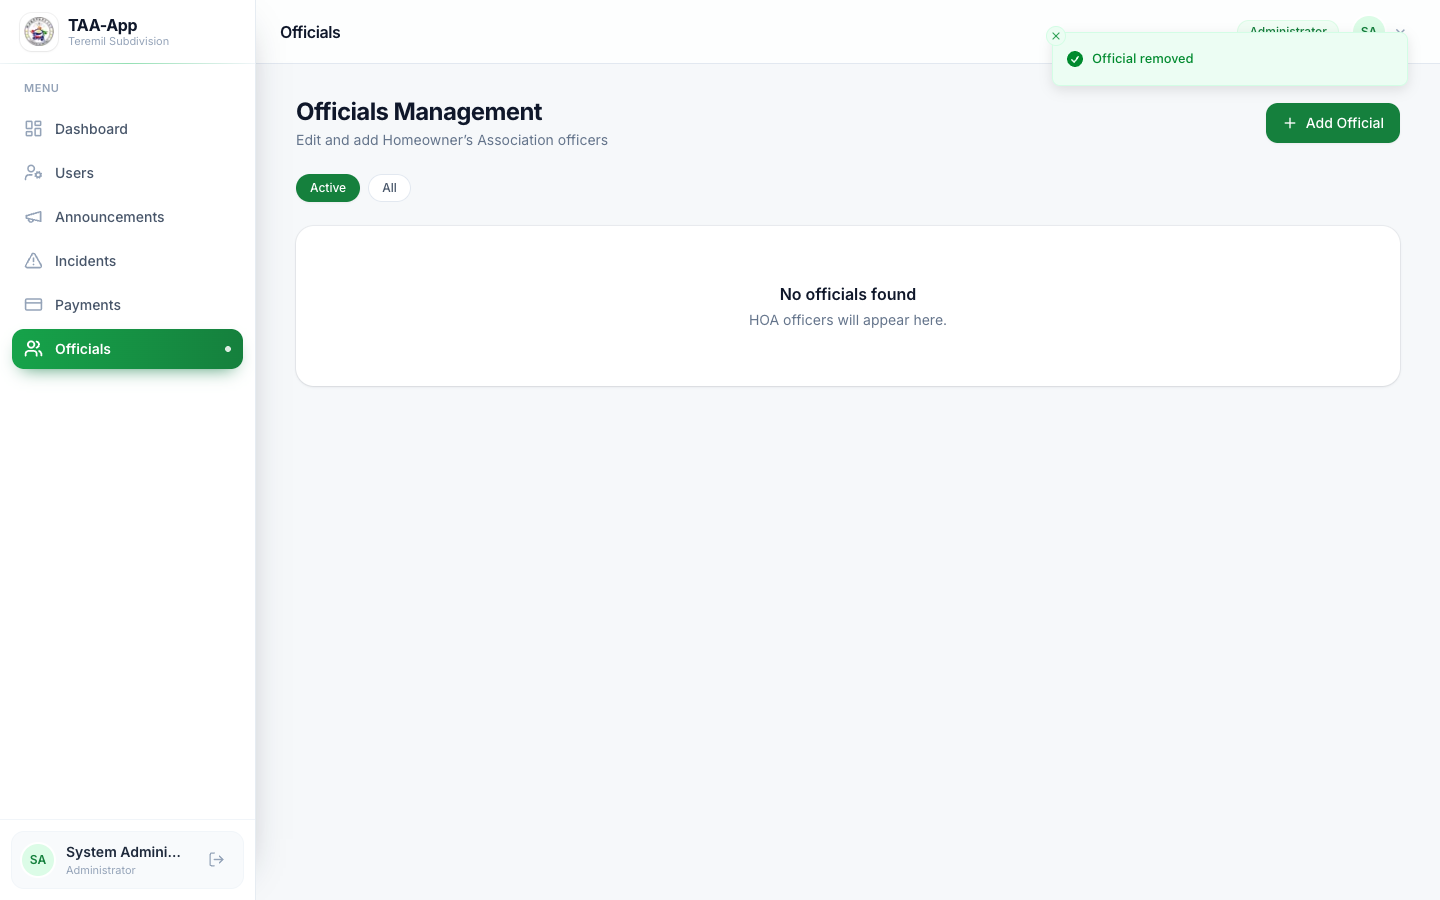 TAA-App
Teremil Subdivision
MENU
Dashboard
Users
Announcements
Incidents
Payments
Officials
SA
System Admini...
Administrator
Officials
Administrator
SA
Official removed
Officials Management
Edit and add Homeowner’s Association officers
Add Official
Active
All
No officials found
HOA officers will appear here.